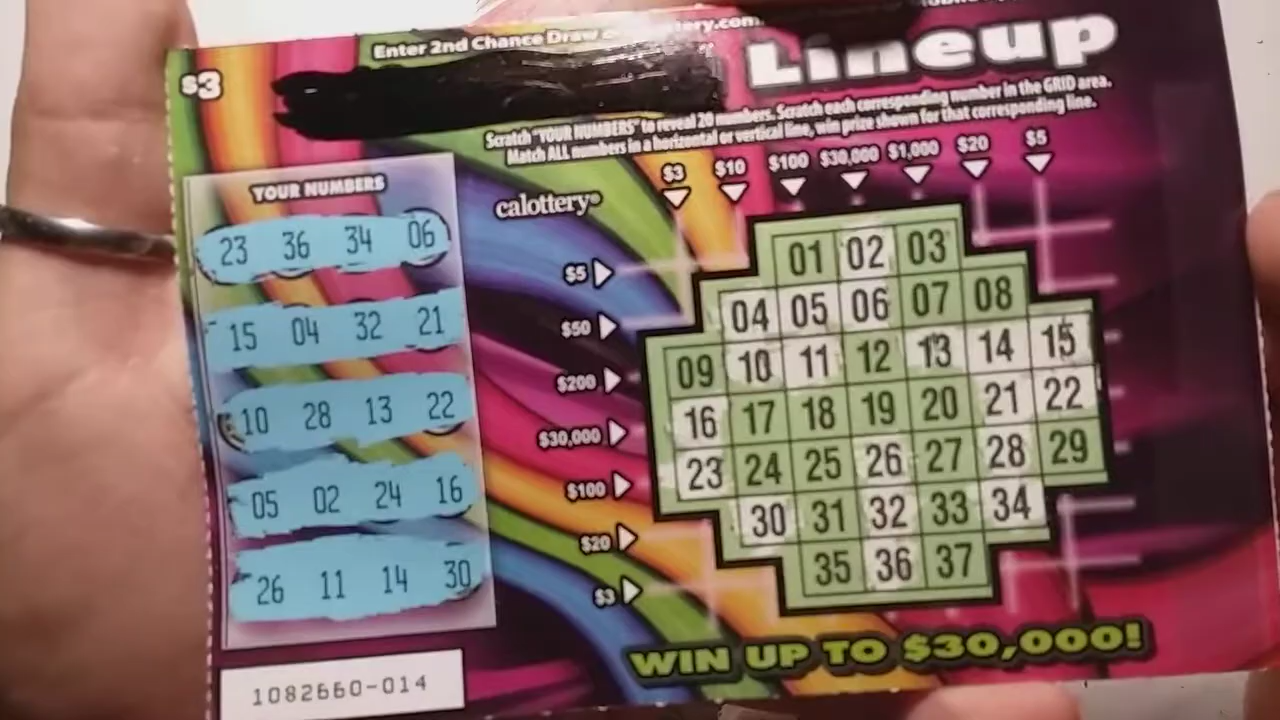 Enter 2nd Chance Draw
$3
Lineup
Scratch "YOUR NUMBERS" to reveal 20 numbers. Scratch each corresponding number in the GRID area.
Match ALL numbers in a horizontal or vertical line, win prize shown for that corresponding line.
YOUR NUMBERS
23 36 34 06
15 04 32 21
10 28 13 22
05 02 24 16
26 11 14 30
1082660-014
calottery®
$3 $10 $100 $30,000 $1,000 $20 $5
$5 01 02 03
$50 04 05 06 07 08
$200 09 10 11 12 13 14 15
$30,000 16 17 18 19 20 21 22
$100 23 24 25 26 27 28 29
$20 30 31 32 33 34
$3 35 36 37
WIN UP TO $30,000!